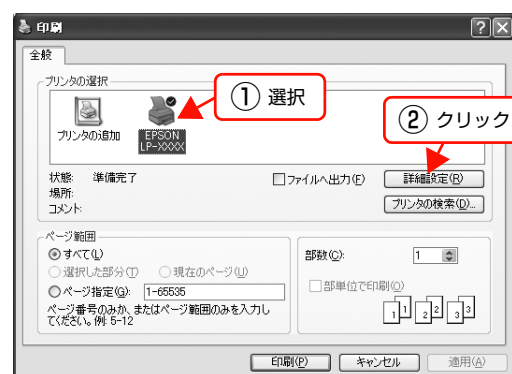 印刷
全般
プリンタの選択
プリンタの追加
EPSON
LP-XXXX
① 選択
② クリック
状態: 準備完了
場所:
コメント:
ファイルへ出力(F)
詳細設定(R)
プリンタの検索(D)...
ページ範囲
すべて(L)
選択した部分(T) 現在のページ(U)
ページ指定(G): 1-65535
ページ番号のみか、またはページ範囲のみを入力し
てください。例: 5-12
部数(C): 1
部単位で印刷(O)
1 1 2 2 3 3
印刷(P) キャンセル 適用(A)